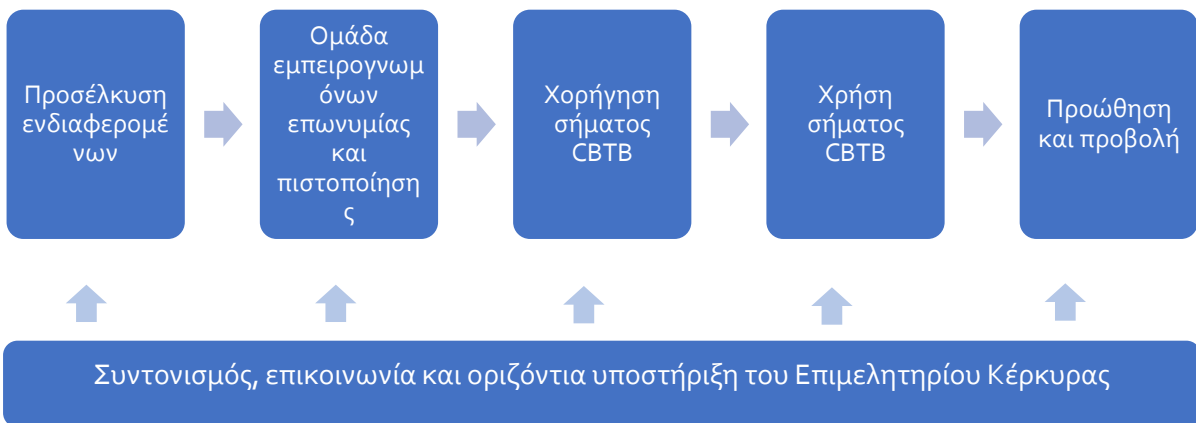 Προσέλκυση
ενδιαφερομέ
νων
Ομάδα
εμπειρογνωμ
όνων
επωνυμίας
και
πιστοποίηση
ς
Χορήγηση
σήματος
CBTB
Χρήση
σήματος
CBTB
Προώθηση
και προβολή
Συντονισμός, επικοινωνία και οριζόντια υποστήριξη του Επιμελητηρίου Κέρκυρας